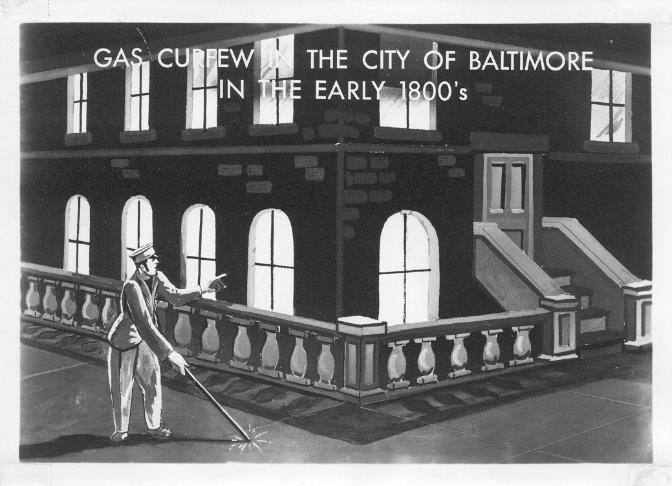 GAS CURFEW IN THE CITY OF BALTIMORE
IN THE EARLY 1800's